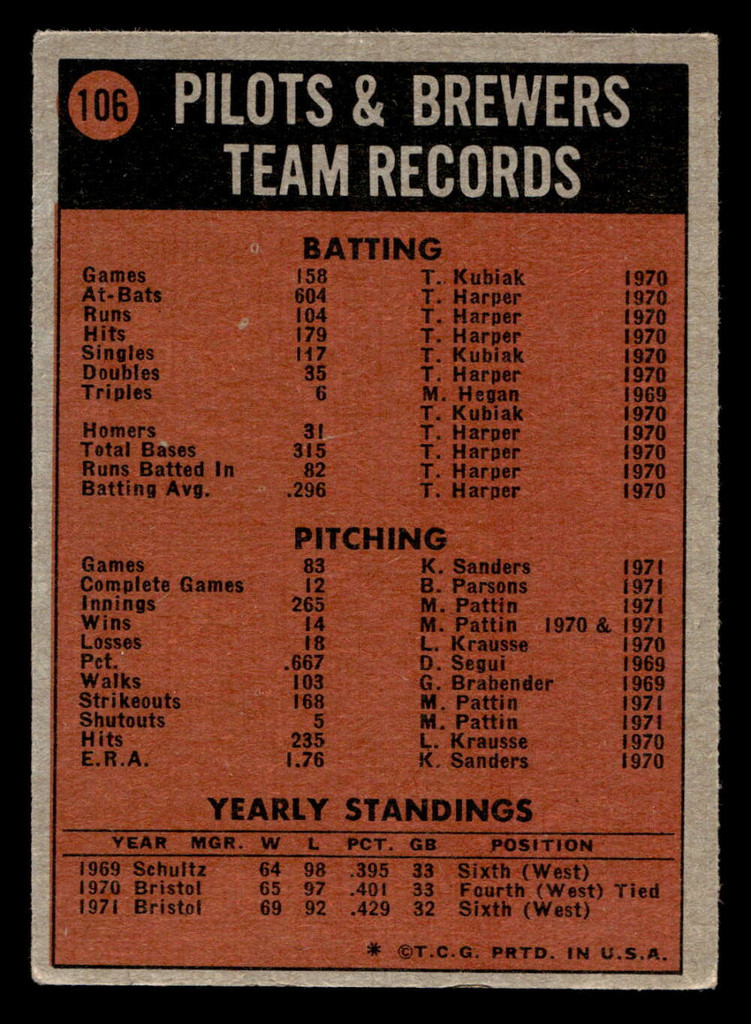 106
PILOTS & BREWERS
TEAM RECORDS
BATTING
Games 158 T. Kubiak 1970
At-Bats 604 T. Harper 1970
Runs 104 T. Harper 1970
Hits 179 T. Harper 1970
Singles 117 T. Kubiak 1970
Doubles 35 T. Harper 1970
Triples 6 M. Hegan 1969
T. Kubiak 1970
Homers 31 T. Harper 1970
Total Bases 315 T. Harper 1970
Runs Batted In 82 T. Harper 1970
Batting Avg. .296 T. Harper 1970
PITCHING
Games 83 K. Sanders 1971
Complete Games 12 B. Parsons 1971
Innings 265 M. Pattin 1971
Wins 14 M. Pattin 1970 & 1971
Losses 18 L. Krausse 1970
Pct. .667 D. Segui 1969
Walks 103 G. Brabender 1969
Strikeouts 168 M. Pattin 1971
Shutouts 5 M. Pattin 1971
Hits 235 L. Krausse 1970
E.R.A. 1.76 K. Sanders 1970
YEARLY STANDINGS
YEAR MGR. W L PCT. GB POSITION
1969 Schultz 64 98 .395 33 Sixth (West)
1970 Bristol 65 97 .401 33 Fourth (West) Tied
1971 Bristol 69 92 .429 32 Sixth (West)
* ©T.C.G. PRTD. IN U.S.A.